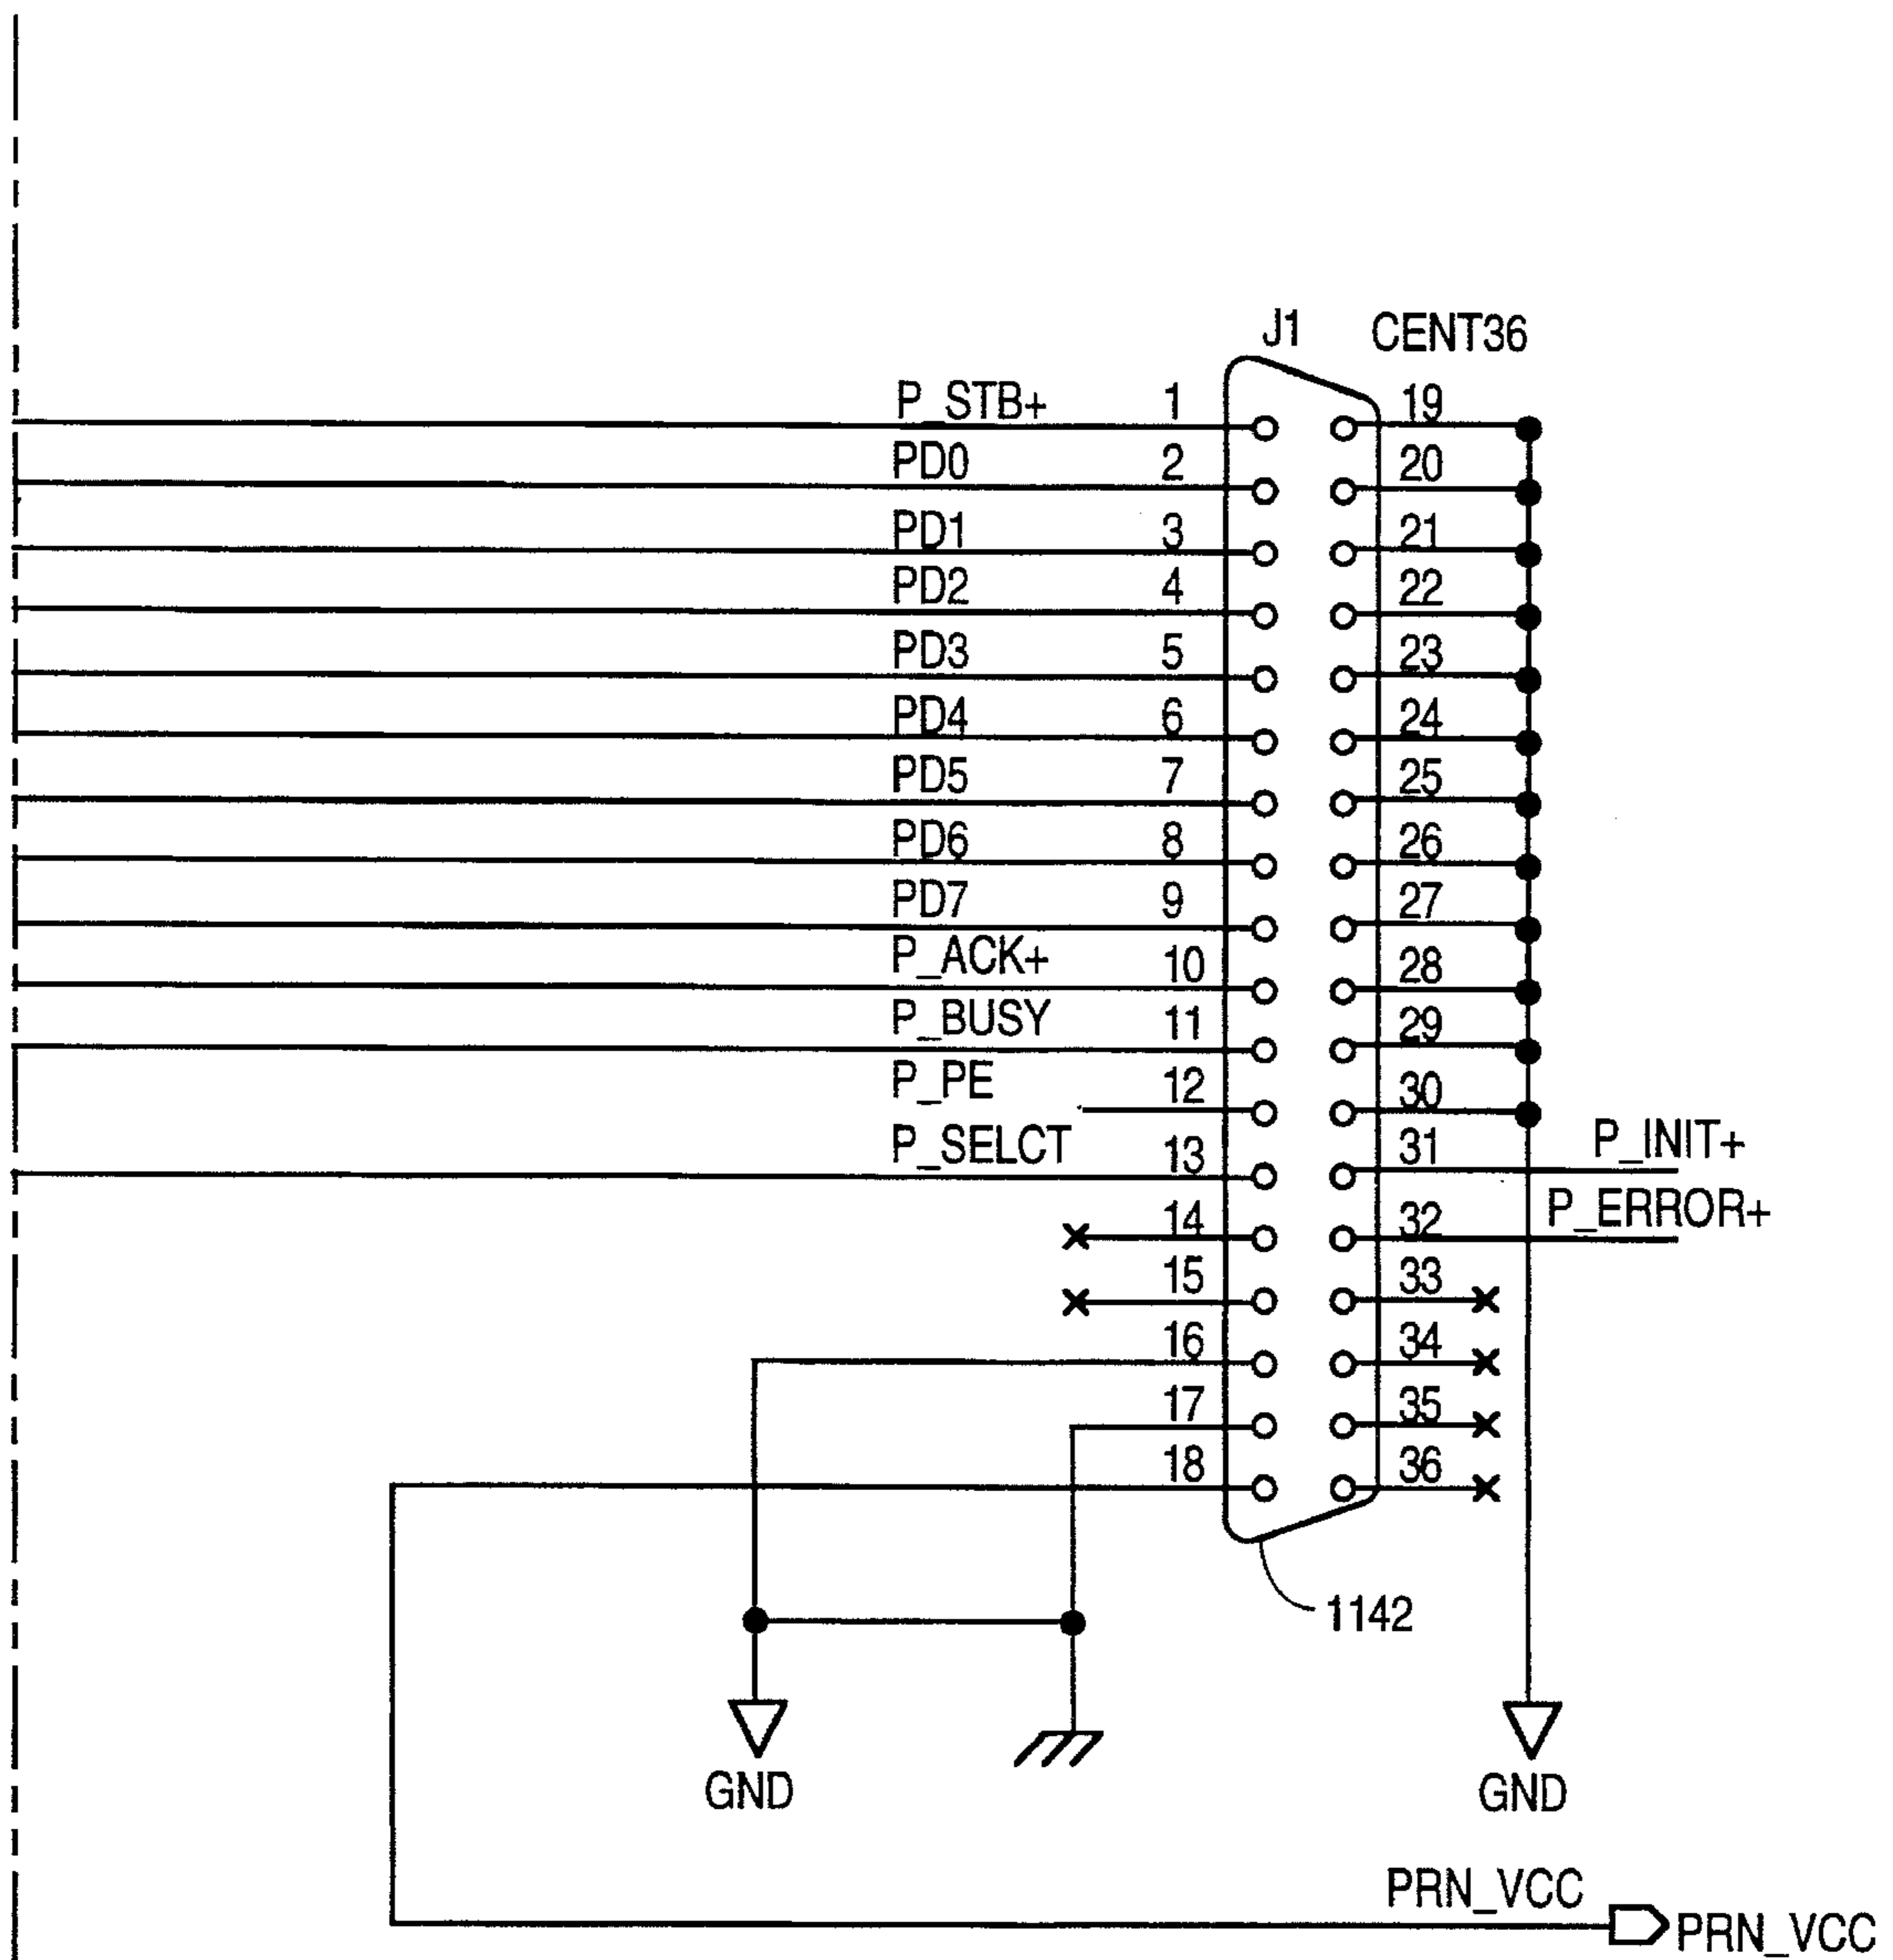 J1 CENT36
P_STB+ 1 19
PD0 2 20
PD1 3 21
PD2 4 22
PD3 5 23
PD4 6 24
PD5 7 25
PD6 8 26
PD7 9 27
P_ACK+ 10 28
P_BUSY 11 29
P_PE 12 30
P_SELCT 13 31 P_INIT+
14 32 P_ERROR+
15 33
16 34
17 35
18 36
1142
GND GND
PRN_VCC
PRN_VCC